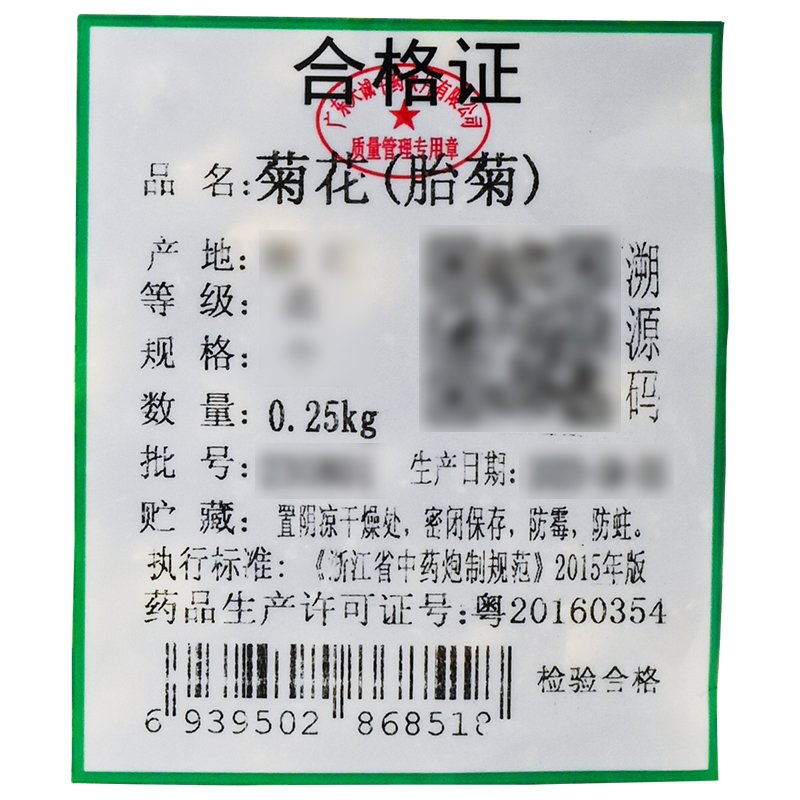 合格证
质量管理专用章
品名:菊花(胎菊)
产地:
等级:
规格:
溯源码
数量:0.25kg
批号:
生产日期:
贮藏:置阴凉干燥处,密闭保存,防霉,防蛀。
执行标准:《浙江省中药炮制规范》2015年版
药品生产许可证号:粤20160354
检验合格
6 939502 868518